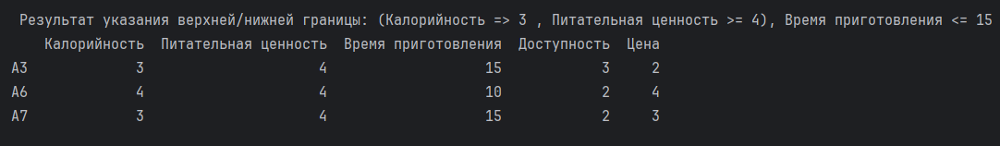 Результат указания верхней/нижней границы: (Калорийность => 3 , Питательная ценность >= 4), Время приготовления <= 15
Калорийность Питательная ценность Время приготовления Доступность Цена
A3 3 4 15 3 2
A6 4 4 10 2 4
A7 3 4 15 2 3